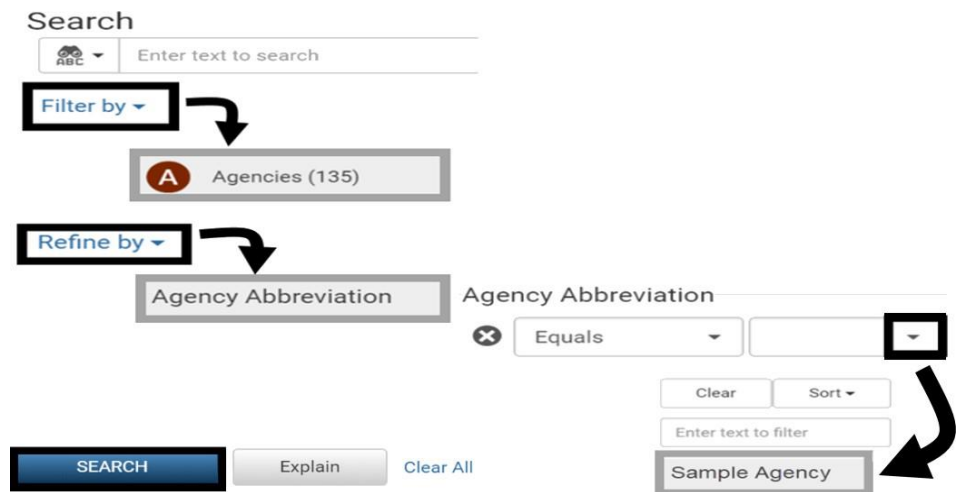 Search
ABC
Enter text to search
Filter by
A Agencies (135)
Refine by
Agency Abbreviation
Agency Abbreviation
Equals
Clear Sort
Enter text to filter
Sample Agency
SEARCH Explain Clear All